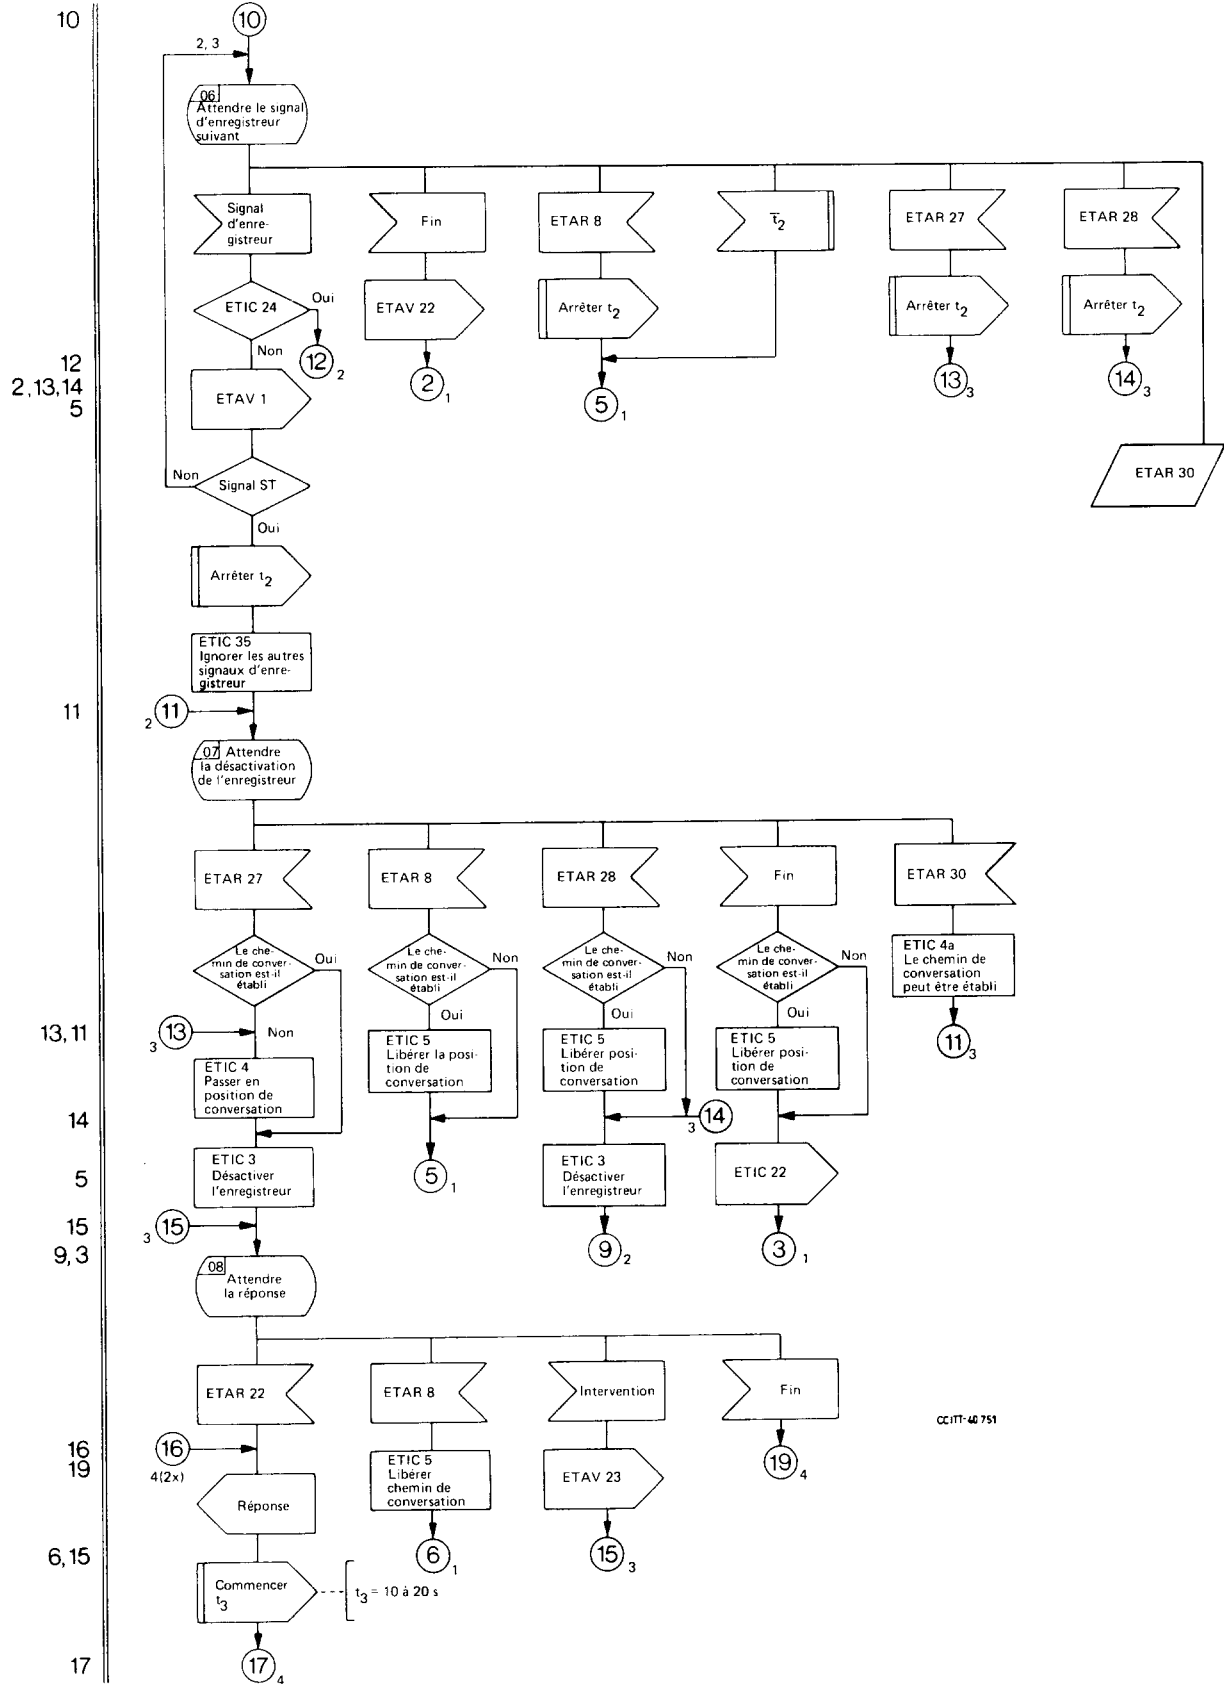 10
10
2, 3
06
Attendre le signal
d'enregistreur
suivant
Signal
d'enre-
gistreur
Fin
ETAR 8
t̅2
ETAR 27
ETAR 28
ETIC 24
Oui
ETAV 22
Arrêter t2
Arrêter t2
Arrêter t2
Non
12
12 2
2 1
13 3
14 3
2,13,14
ETAV 1
5
5 1
Non
Signal ST
ETAR 30
Oui
Arrêter t2
ETIC 35
Ignorer les autres
signaux d'enre-
gistreur
11
2 11
07 Attendre
la désactivation
de l'enregistreur
ETAR 27
ETAR 8
ETAR 28
Fin
ETAR 30
Le che-
min de conver-
sation est-il
établi
Oui
Le che-
min de conver-
sation est-il
établi
Non
Le che-
min de conver-
sation est-il
établi
Non
Le che-
min de conver-
sation est-il
établi
Non
ETIC 4a
Le chemin de
conversation
peut être établi
Oui
Oui
Oui
13,11
3 13
Non
11 3
ETIC 4
Passer en
position de
conversation
ETIC 5
Libérer la posi-
tion de
conversation
ETIC 5
Libérer posi-
tion de
conversation
ETIC 5
Libérer posi-
tion de
conversation
14
3 14
5
ETIC 3
Désactiver
l'enregistreur
5 1
ETIC 3
Désactiver
l'enregistreur
ETIC 22
15
3 15
9,3
9 2
3 1
08
Attendre
la réponse
ETAR 22
ETAR 8
Intervention
Fin
CCITT-40 751
16
16
19
4(2x)
19 4
Réponse
ETIC 5
Libérer
chemin de
conversation
ETAV 23
6,15
6 1
15 3
Commencer
t3
t3 = 10 à 20 s
17
17 4